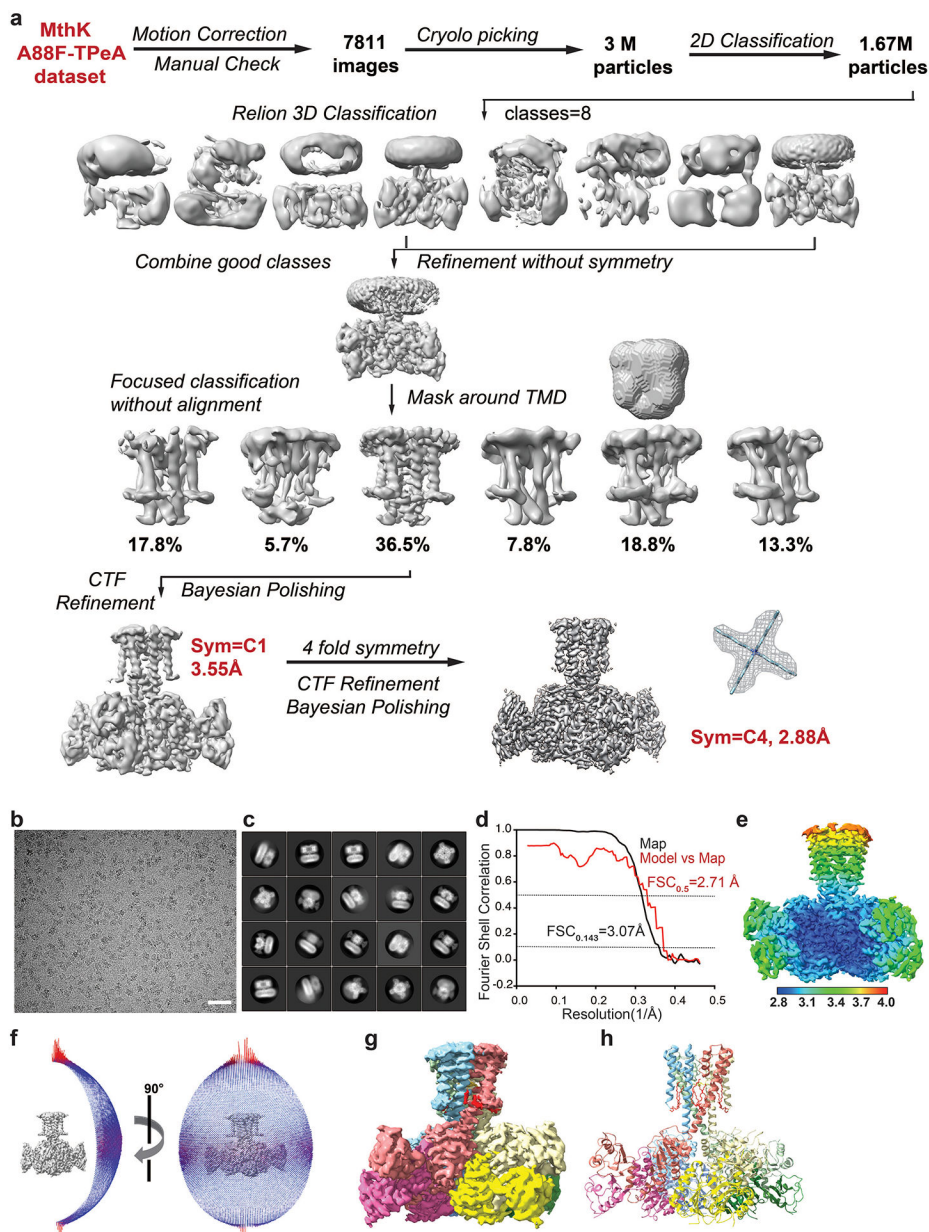 a
MthK
A88F-TPeA
dataset
Motion Correction
Manual Check
7811
images
Cryolo picking
3 M
particles
2D Classification
1.67M
particles
Relion 3D Classification
classes=8
Combine good classes
Refinement without symmetry
Focused classification
without alignment
Mask around TMD
17.8%
5.7%
36.5%
7.8%
18.8%
13.3%
CTF
Refinement
Bayesian Polishing
Sym=C1
3.55Å
4 fold symmetry
CTF Refinement
Bayesian Polishing
Sym=C4, 2.88Å
b
c
d
Fourier Shell Correlation
1.0
0.8
0.6
0.4
0.2
0.0
-0.2
Map
Model vs Map
FSC0.5=2.71 Å
FSC0.143=3.07Å
0.0 0.1 0.2 0.3 0.4 0.5
Resolution(1/Å)
e
2.8 3.1 3.4 3.7 4.0
f
90°
g
h